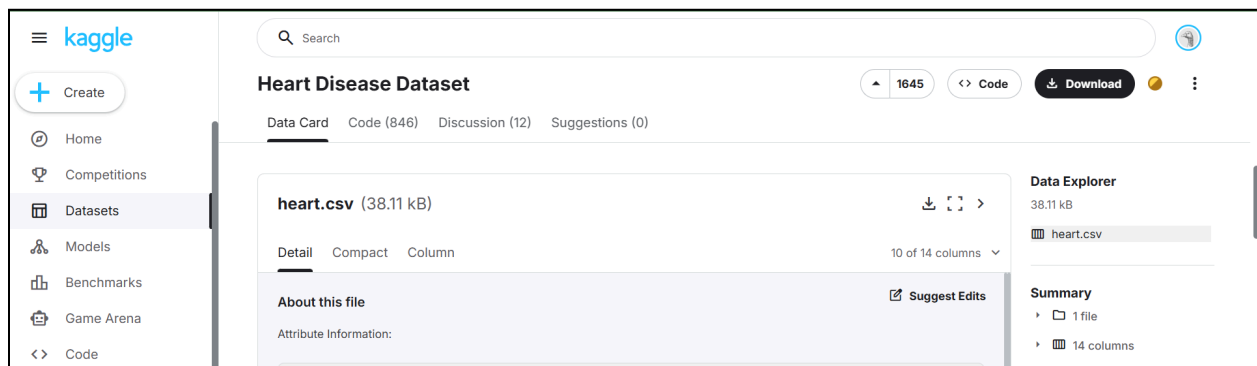 kaggle
Search
Create
Home
Competitions
Datasets
Models
Benchmarks
Game Arena
Code
Heart Disease Dataset
1645
<> Code
Download
Data Card Code (846) Discussion (12) Suggestions (0)
heart.csv (38.11 kB)
Detail Compact Column
10 of 14 columns
About this file
Suggest Edits
Attribute Information:
Data Explorer
38.11 kB
heart.csv
Summary
1 file
14 columns